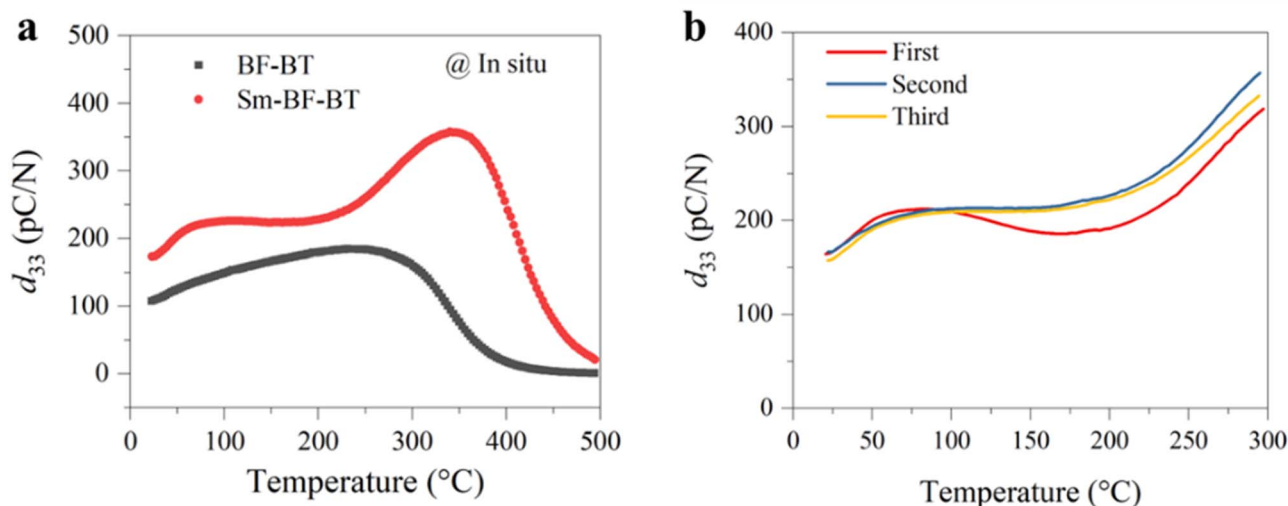 a
500
400
300
200
100
0
d33 (pC/N)
BF-BT
Sm-BF-BT
@ In situ
0 100 200 300 400 500
Temperature (°C)
b
400
300
200
100
0
d33 (pC/N)
First
Second
Third
0 50 100 150 200 250 300
Temperature (°C)